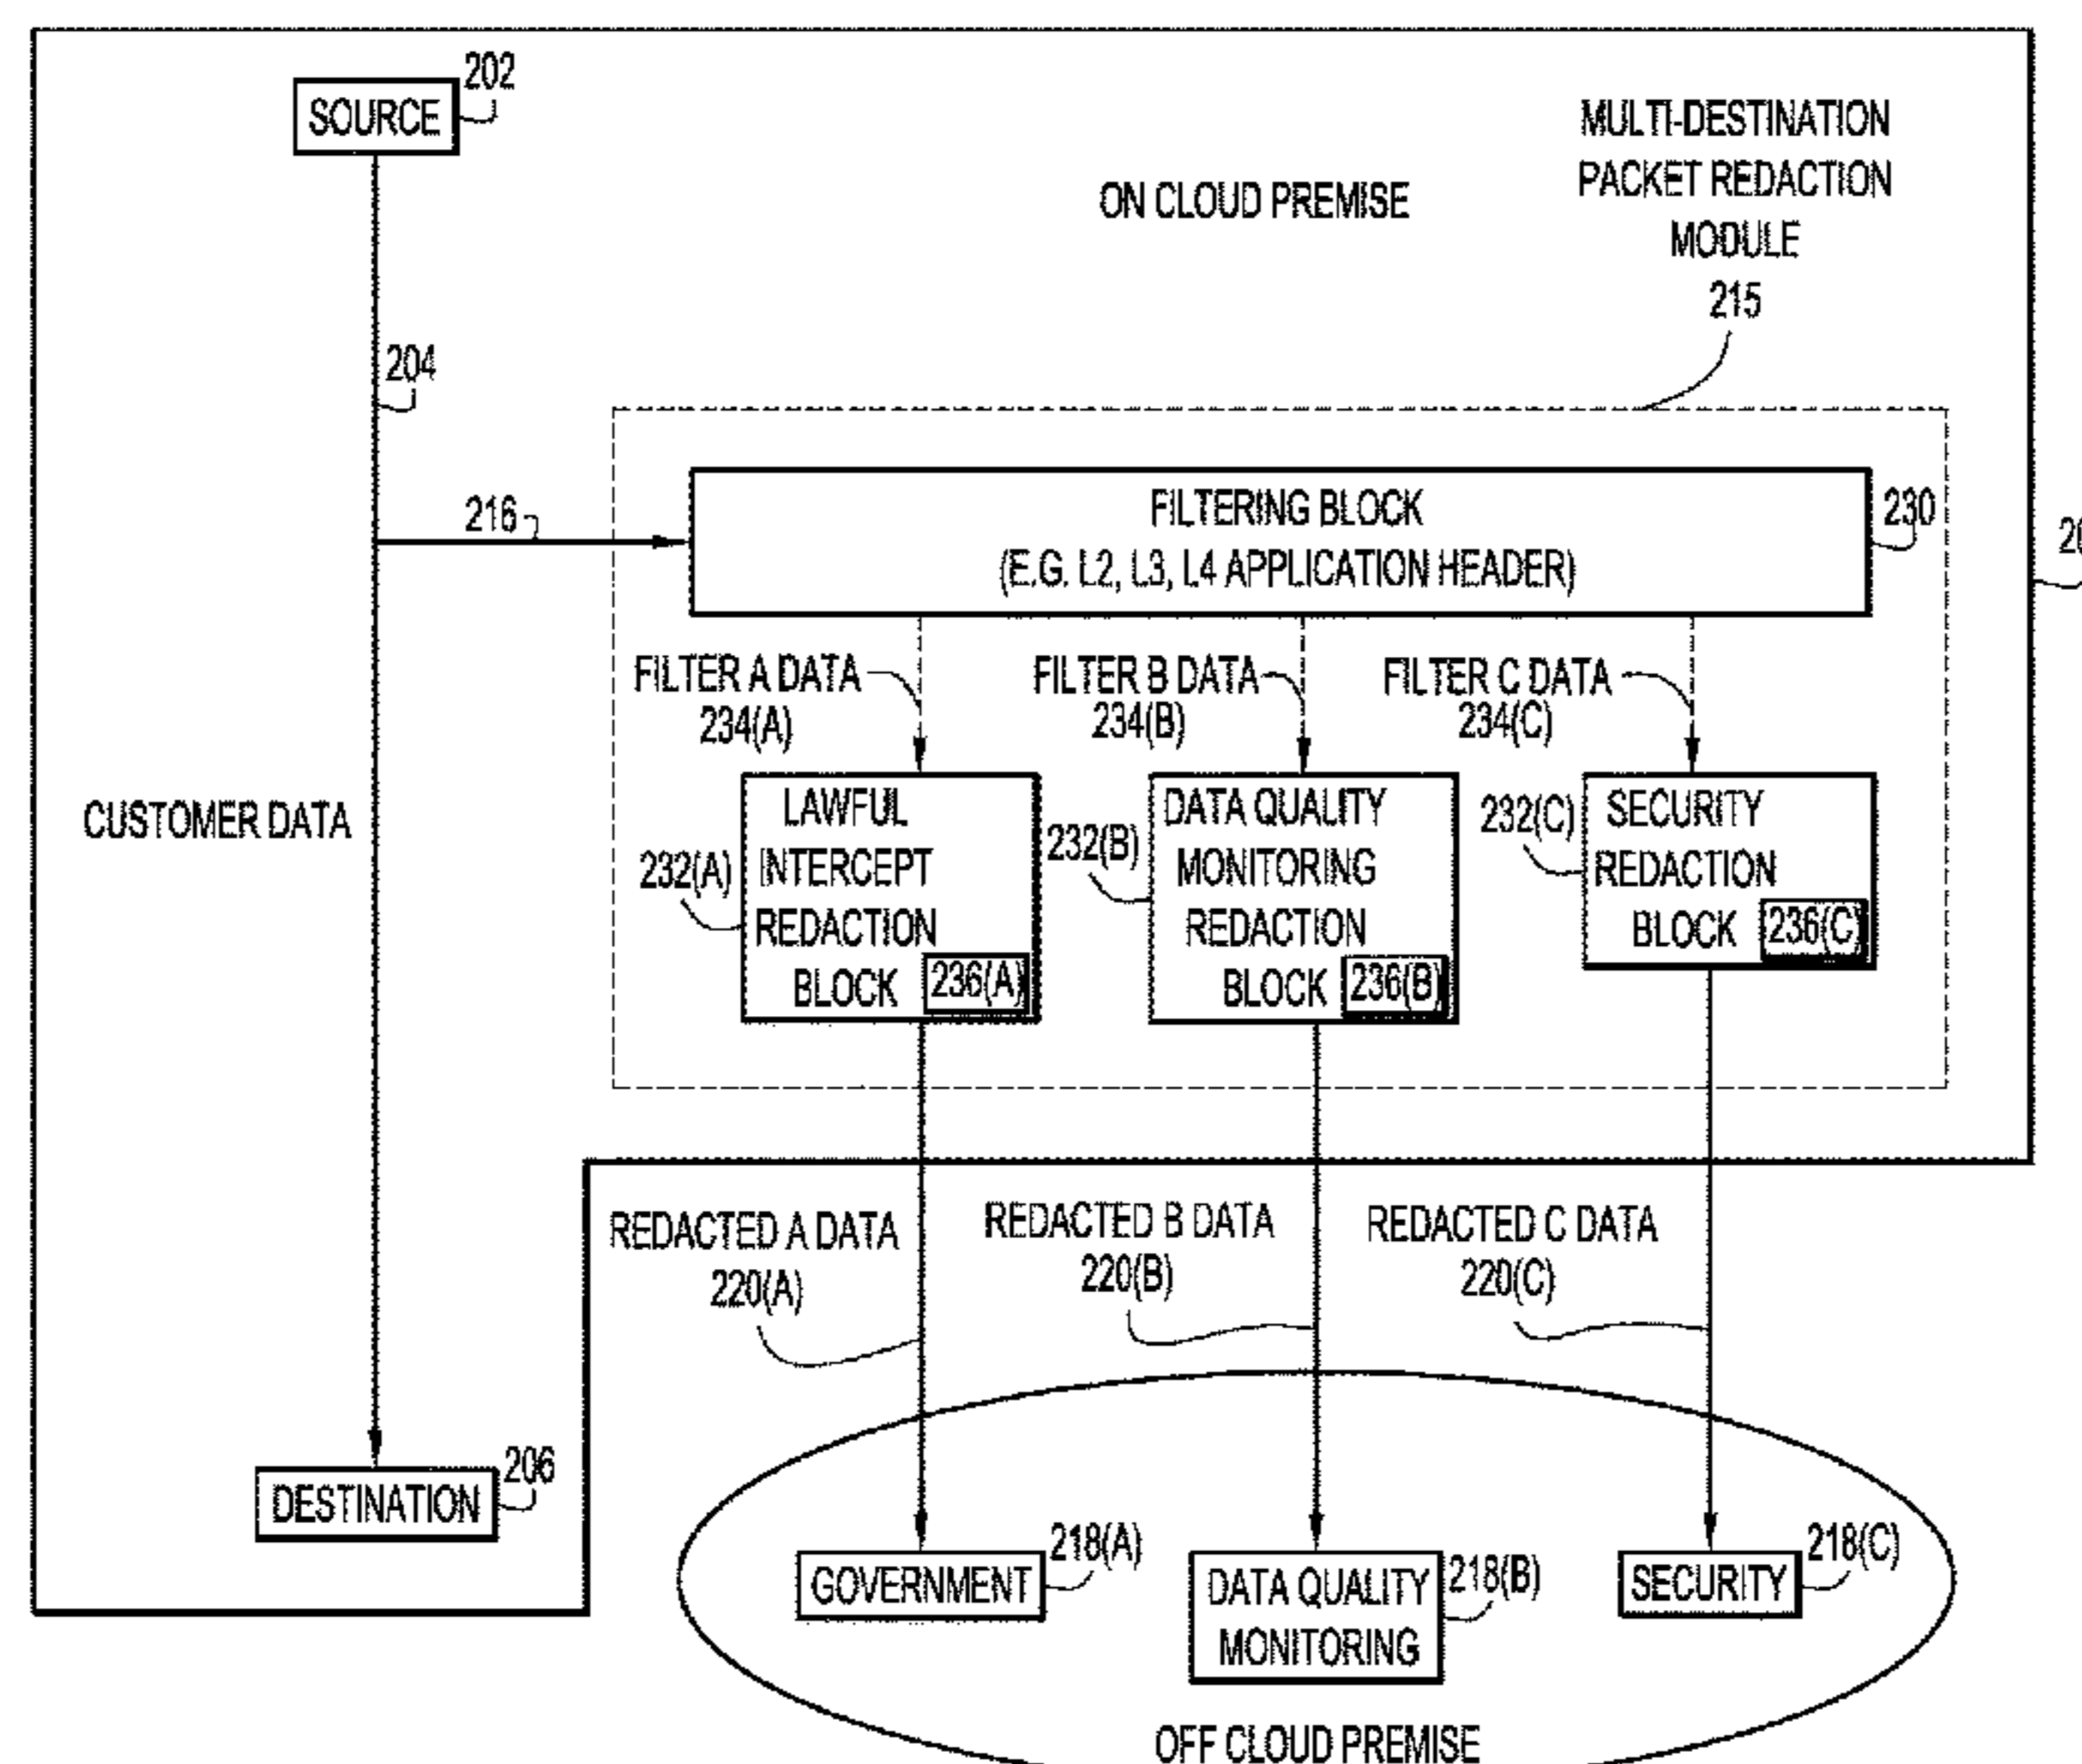 SOURCE
202
MULTI-DESTINATION
PACKET REDACTION
MODULE
215
ON CLOUD PREMISE
204
216
FILTERING BLOCK
(E.G. L2, L3, L4 APPLICATION HEADER)
230
FILTER A DATA
234(A)
FILTER B DATA
234(B)
FILTER C DATA
234(C)
CUSTOMER DATA
232(A)
LAWFUL
INTERCEPT
REDACTION
BLOCK
236(A)
232(B)
DATA QUALITY
MONITORING
REDACTION
BLOCK
236(B)
232(C)
SECURITY
REDACTION
BLOCK
236(C)
REDACTED A DATA
220(A)
REDACTED B DATA
220(B)
REDACTED C DATA
220(C)
DESTINATION
206
GOVERNMENT
218(A)
DATA QUALITY
MONITORING
218(B)
SECURITY
218(C)
OFF CLOUD PREMISE